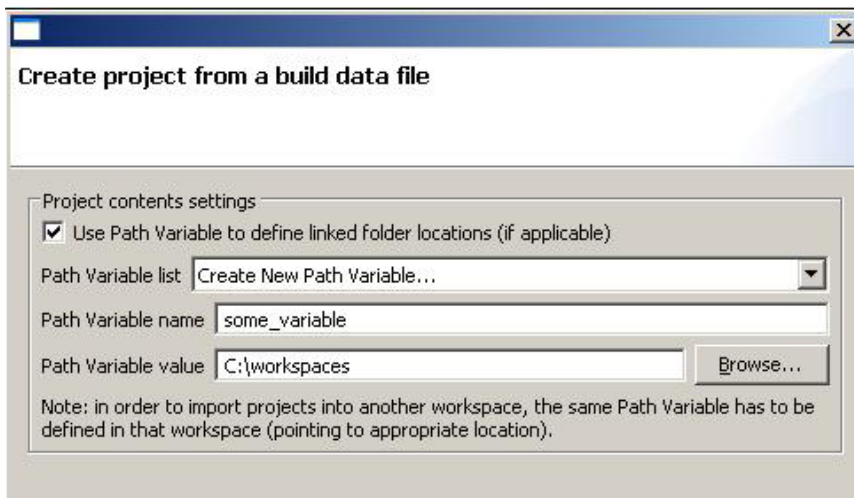 Create project from a build data file
Project contents settings
Use Path Variable to define linked folder locations (if applicable)
Path Variable list Create New Path Variable...
Path Variable name some_variable
Path Variable value C:\workspaces Browse...
Note: in order to import projects into another workspace, the same Path Variable has to be
defined in that workspace (pointing to appropriate location).